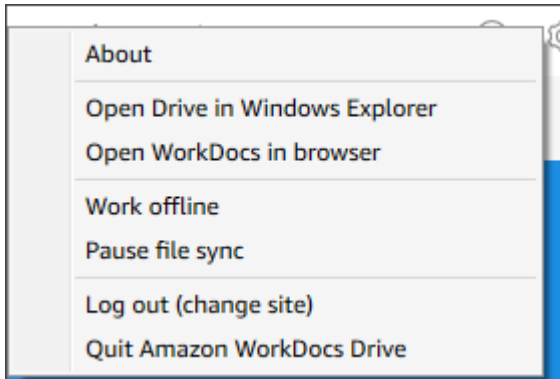 About
Open Drive in Windows Explorer
Open WorkDocs in browser
Work offline
Pause file sync
Log out (change site)
Quit Amazon WorkDocs Drive